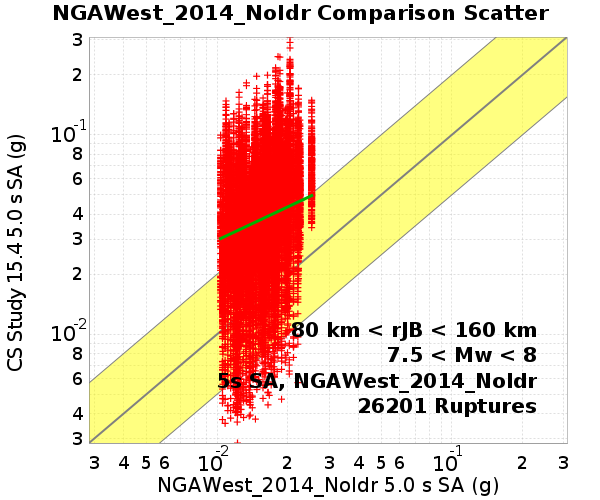 NGAWest_2014_NoIdr Comparison Scatter
CS Study 15.4 5.0 s SA (g)
3
2
10^-1
8
6
4
3
2
10^-2
8
6
4
3
80 km < rJB < 160 km
7.5 < Mw < 8
5s SA, NGAWest_2014_NoIdr
26201 Ruptures
3 4 5 6 10^-2 2 3 4 5 6 10^-1 2 3
NGAWest_2014_NoIdr 5.0 s SA (g)